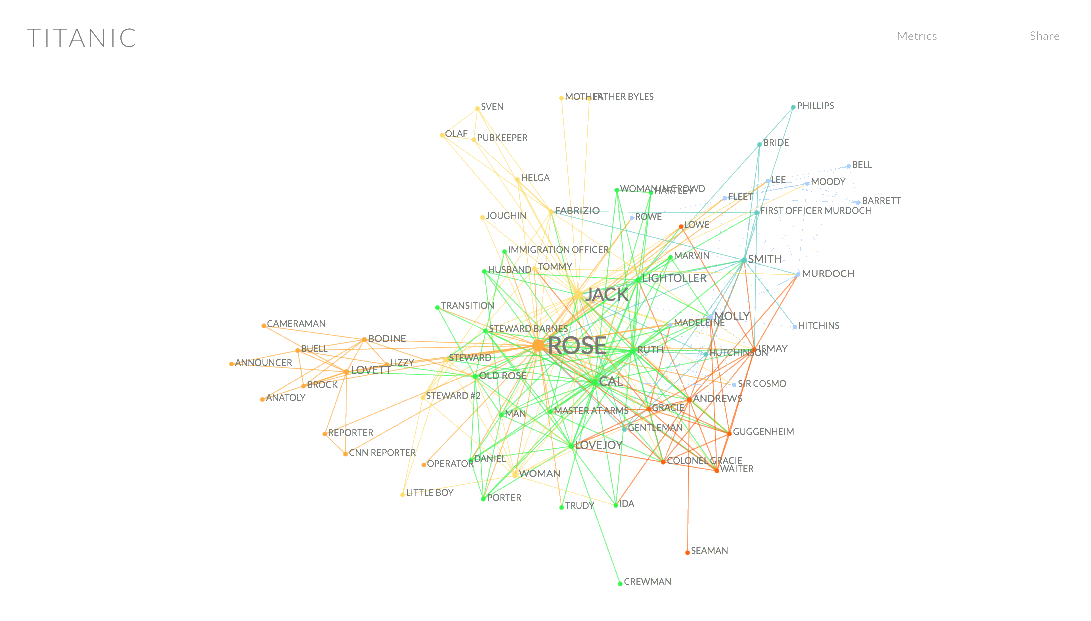 TITANIC
Metrics
Share
MOTHER
FATHER BYLES
SVEN
PHILLIPS
OLAF
PUBKEEPER
BRIDE
BELL
HELGA
LEE
MOODY
WOMAN IN CROWD
HARTLEY
FLEET
BARRETT
FABRIZIO
FIRST OFFICER MURDOCH
JOUGHIN
ROWE
LOWE
IMMIGRATION OFFICER
MARVIN
SMITH
TOMMY
HUSBAND
MURDOCH
LIGHTOLLER
JACK
TRANSITION
MOLLY
CAMERAMAN
MADELEINE
HITCHINS
STEWARD BARNES
BODINE
ROSE
BUELL
RUTH
ISMAY
HUTCHINSON
STEWARD
ANNOUNCER
LIZZY
LOVETT
OLD ROSE
CAL
BROCK
SIR COSMO
ANATOLY
STEWARD #2
ANDREWS
GRACIE
MASTER AT ARMS
MAN
GENTLEMAN
REPORTER
GUGGENHEIM
LOVEJOY
CNN REPORTER
DANIEL
COLONEL GRACIE
OPERATOR
WAITER
WOMAN
LITTLE BOY
PORTER
IDA
TRUDY
SEAMAN
CREWMAN